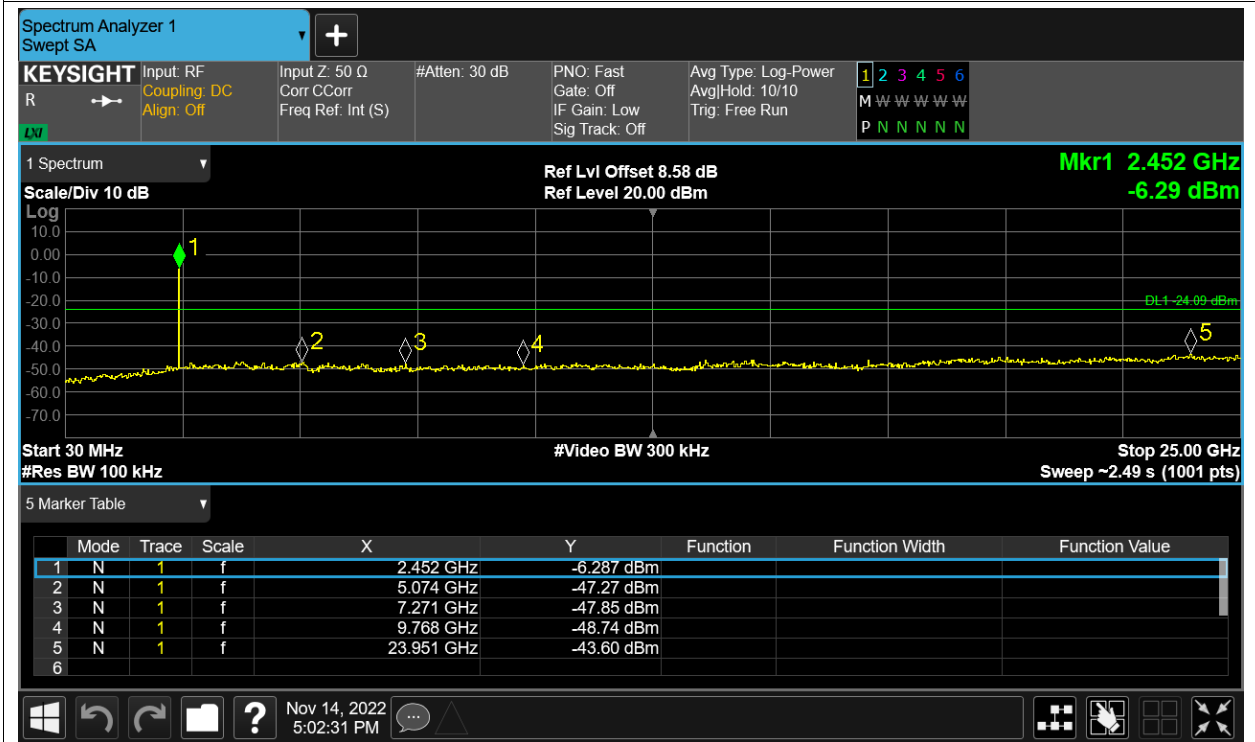 Spectrum Analyzer 1
Swept SA
+
KEYSIGHT Input: RF Input Z: 50 Ω #Atten: 30 dB PNO: Fast Avg Type: Log-Power 1 2 3 4 5 6
R Coupling: DC Corr CCorr Gate: Off Avg|Hold: 10/10 M W W W W W
Align: Off Freq Ref: Int (S) IF Gain: Low Trig: Free Run
LXI Sig Track: Off P N N N N N
1 Spectrum Ref Lvl Offset 8.58 dB Mkr1 2.452 GHz
Scale/Div 10 dB Ref Level 20.00 dBm -6.29 dBm
Log
10.0
0.00 1
-10.0
-20.0 DL1 -24.09 dBm
-30.0
-40.0 2 3 4 5
-50.0
-60.0
-70.0
Start 30 MHz #Video BW 300 kHz Stop 25.00 GHz
#Res BW 100 kHz Sweep ~2.49 s (1001 pts)
5 Marker Table
Mode Trace Scale X Y Function Function Width Function Value
1 N 1 f 2.452 GHz -6.287 dBm
2 N 1 f 5.074 GHz -47.27 dBm
3 N 1 f 7.271 GHz -47.85 dBm
4 N 1 f 9.768 GHz -48.74 dBm
5 N 1 f 23.951 GHz -43.60 dBm
6
? Nov 14, 2022
5:02:31 PM